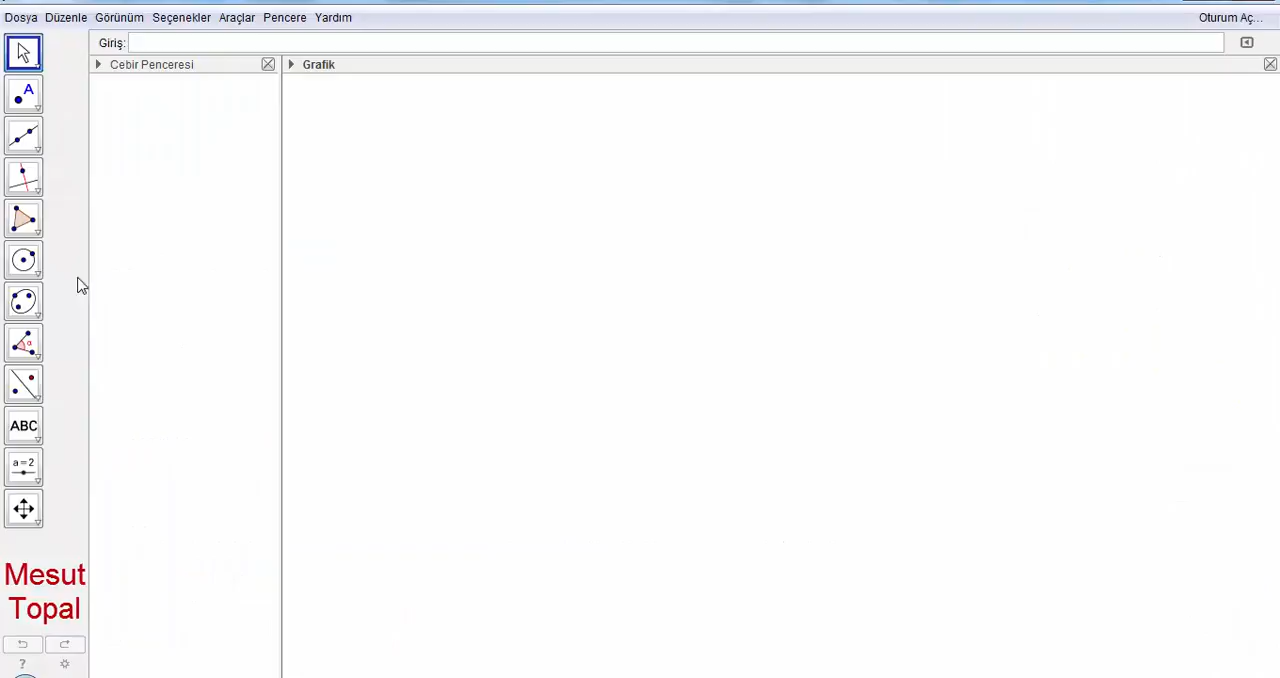 Dosya Düzenle Görünüm Seçenekler Araçlar Pencere Yardım Oturum Aç...
Giriş:
Cebir Penceresi Grafik
A
α
ABC
a=2
Mesut
Topal
?